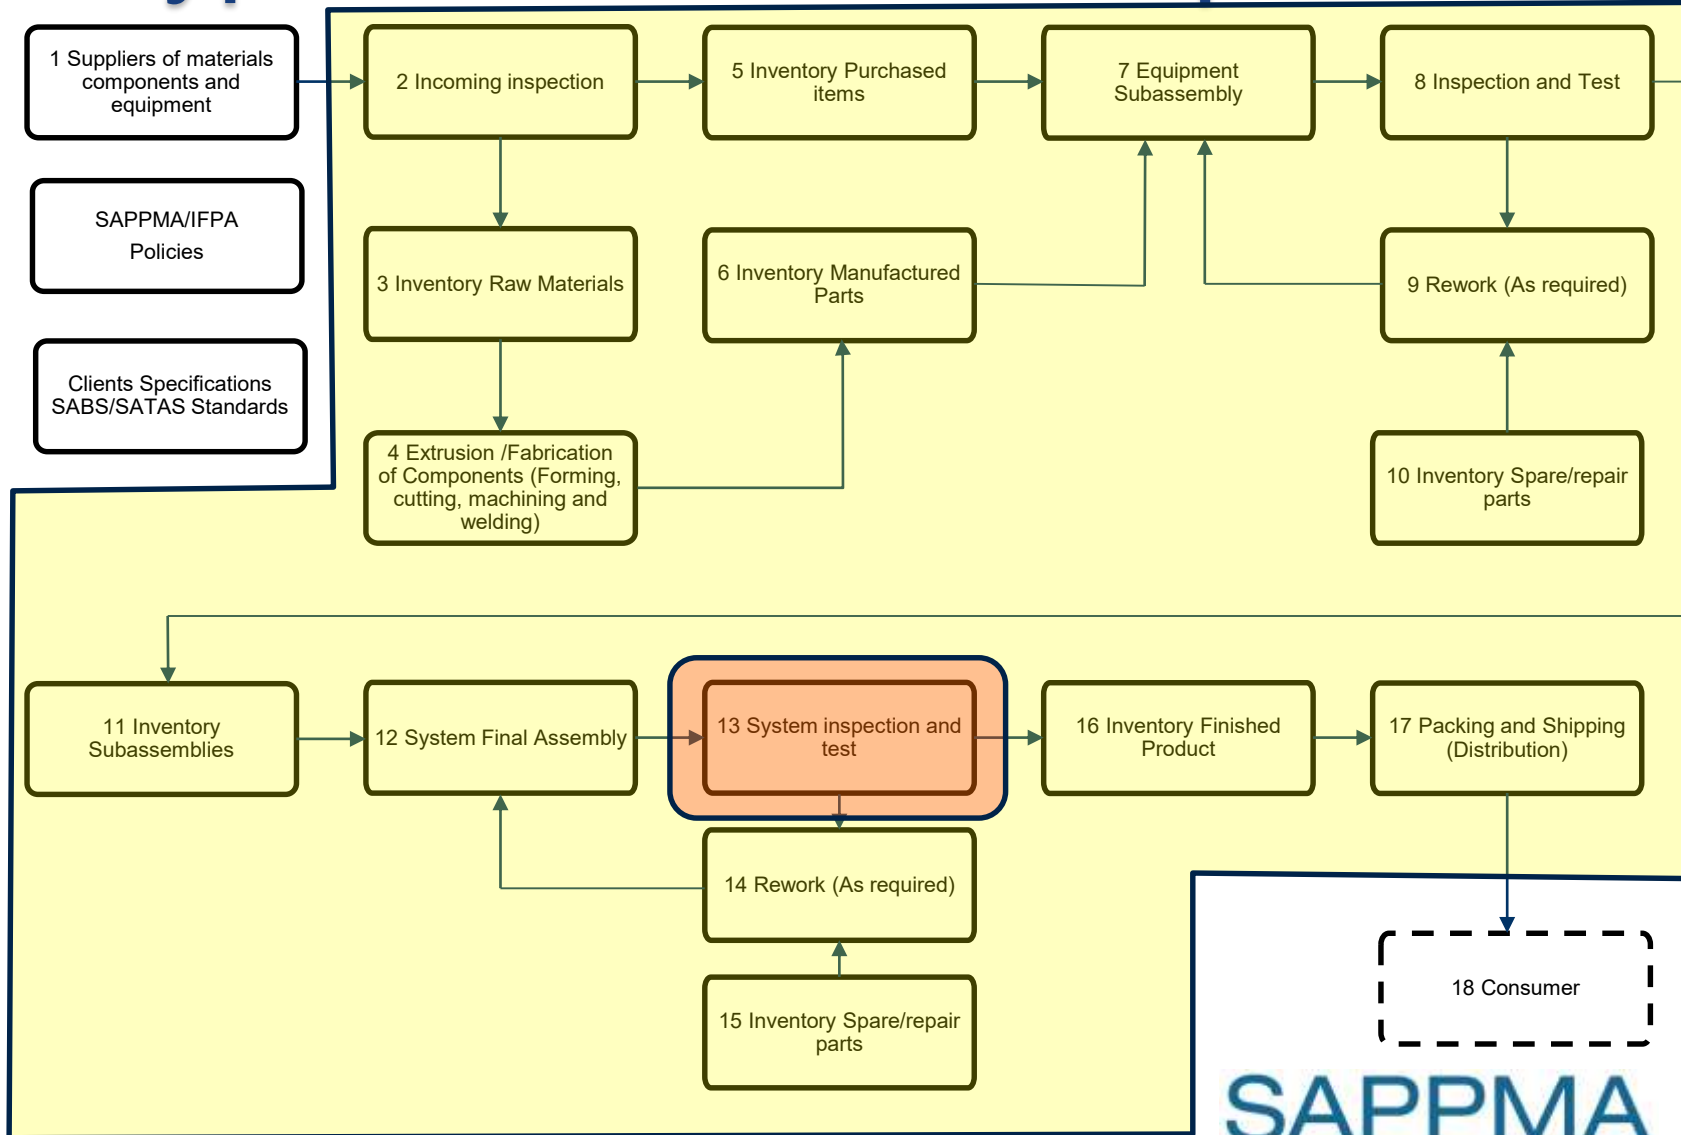 1 Suppliers of materials
components and
equipment
2 Incoming inspection
5 Inventory Purchased
items
7 Equipment
Subassembly
8 Inspection and Test
SAPPMA/IFPA
Policies
3 Inventory Raw Materials
6 Inventory Manufactured
Parts
9 Rework (As required)
Clients Specifications
SABS/SATAS Standards
4 Extrusion /Fabrication
of Components (Forming,
cutting, machining and
welding)
10 Inventory Spare/repair
parts
11 Inventory
Subassemblies
12 System Final Assembly
13 System inspection and
test
16 Inventory Finished
Product
17 Packing and Shipping
(Distribution)
14 Rework (As required)
15 Inventory Spare/repair
parts
18 Consumer
SAPPMA